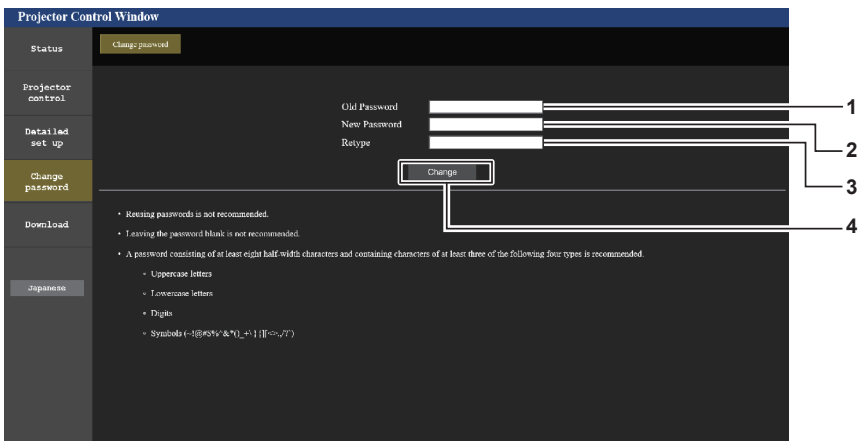 Projector Control Window
Status
Change password
Projector
control
Old Password
1
New Password
2
Detailed
set up
Retype
3
Change
password
Change
4
Download
Japanese
• Reusing passwords is not recommended.
• Leaving the password blank is not recommended.
• A password consisting of at least eight half-width characters and containing characters of at least three of the following four types is recommended.
Uppercase letters
Lowercase letters
Digits
Symbols (~!@#$%^&*()_+\}{][<>.,/?`)